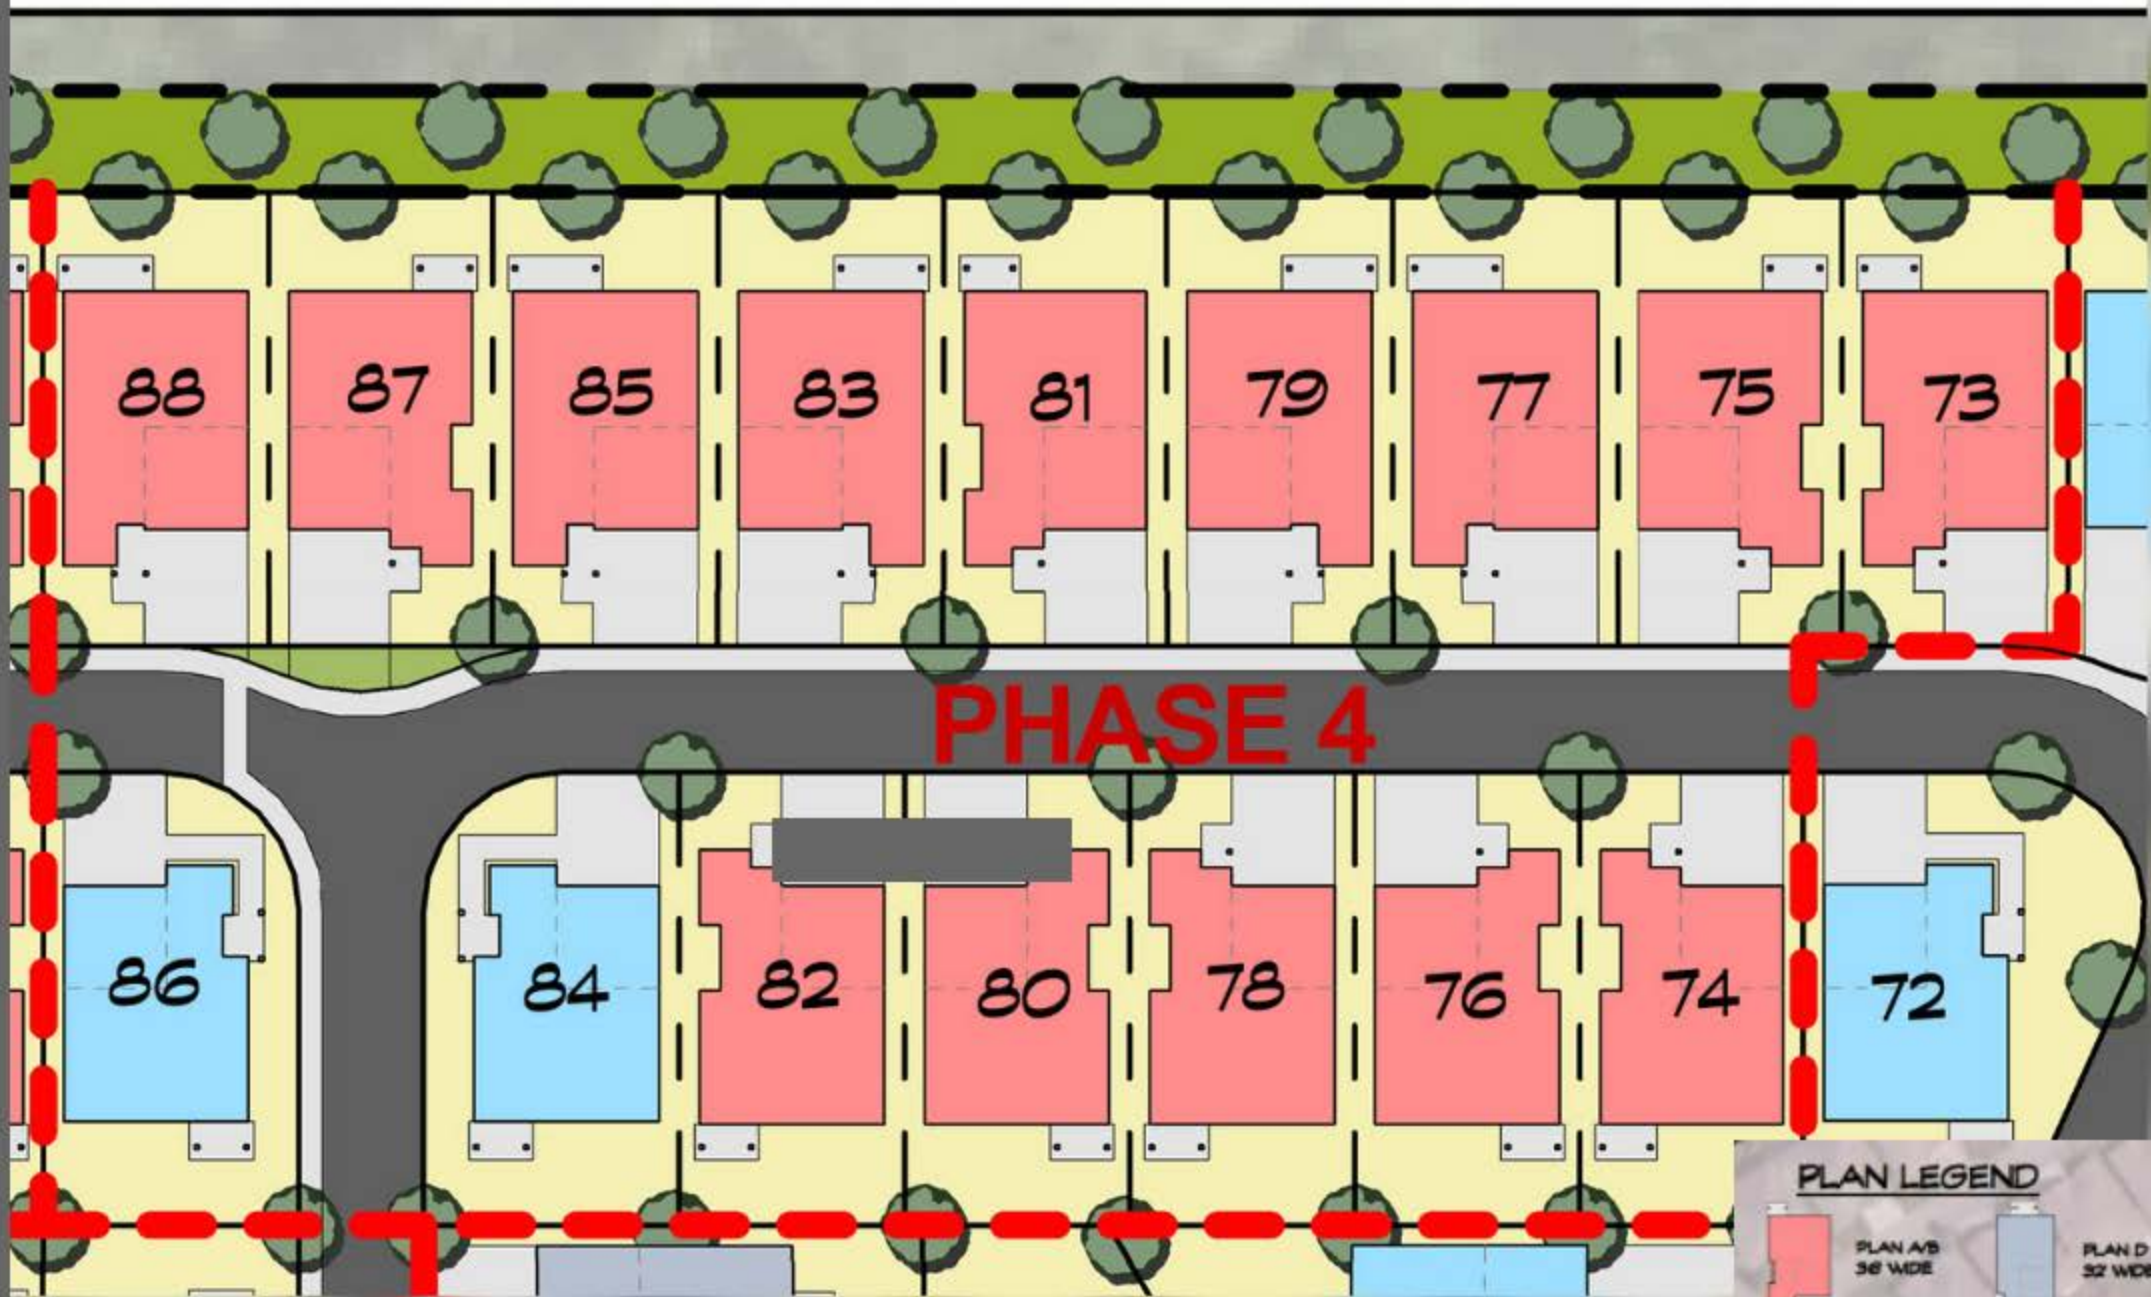 88 87 85 83 81 79 77 75 73
PHASE 4
86 84 82 80 78 76 74 72
PLAN LEGEND
PLAN A/B
36' WIDE
PLAN D
32' WIDE